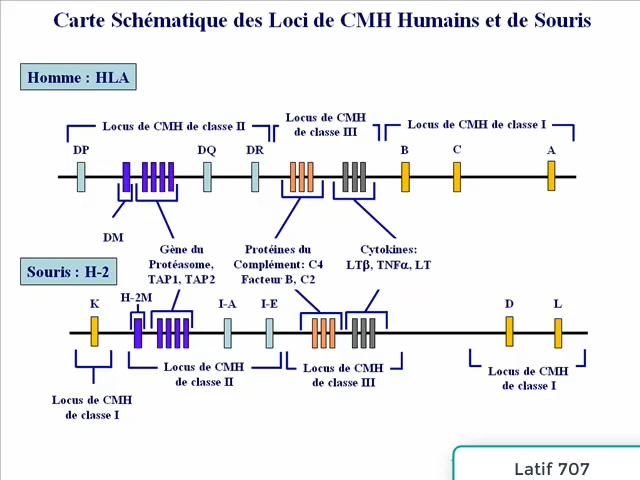 Carte Schématique des Loci de CMH Humains et de Souris
Homme : HLA
Locus de CMH de classe II
Locus de CMH
de classe III
Locus de CMH de classe I
DP
DQ
DR
B
C
A
DM
Gène du
Protéasome,
TAP1, TAP2
Protéines du
Complément: C4
Facteur B, C2
Cytokines:
LTβ, TNFα, LT
Souris : H-2
K
H-2M
I-A
I-E
D
L
Locus de CMH
de classe I
Locus de CMH
de classe II
Locus de CMH
de classe III
Locus de CMH
de classe I
Latif 707